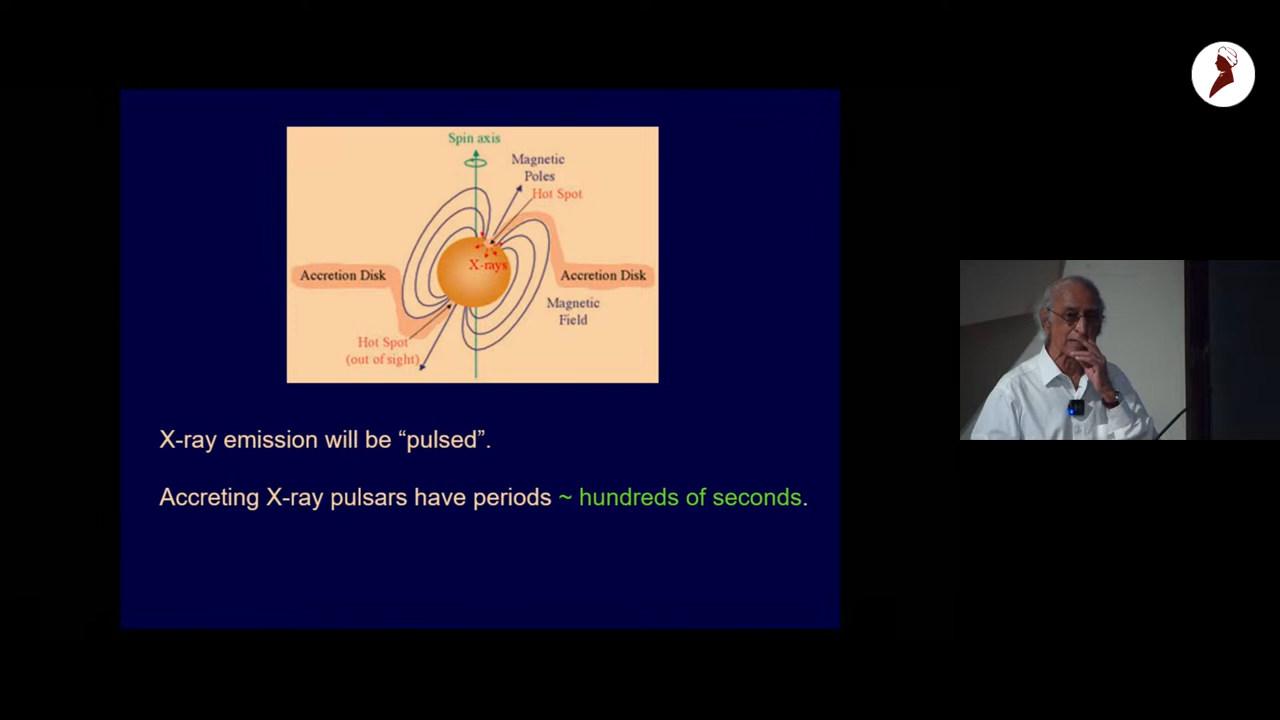 Spin axis
Magnetic
Poles
Hot Spot
X-rays
Accretion Disk
Accretion Disk
Magnetic
Field
Hot Spot
(out of sight)
X-ray emission will be “pulsed”.
Accreting X-ray pulsars have periods ~ hundreds of seconds.